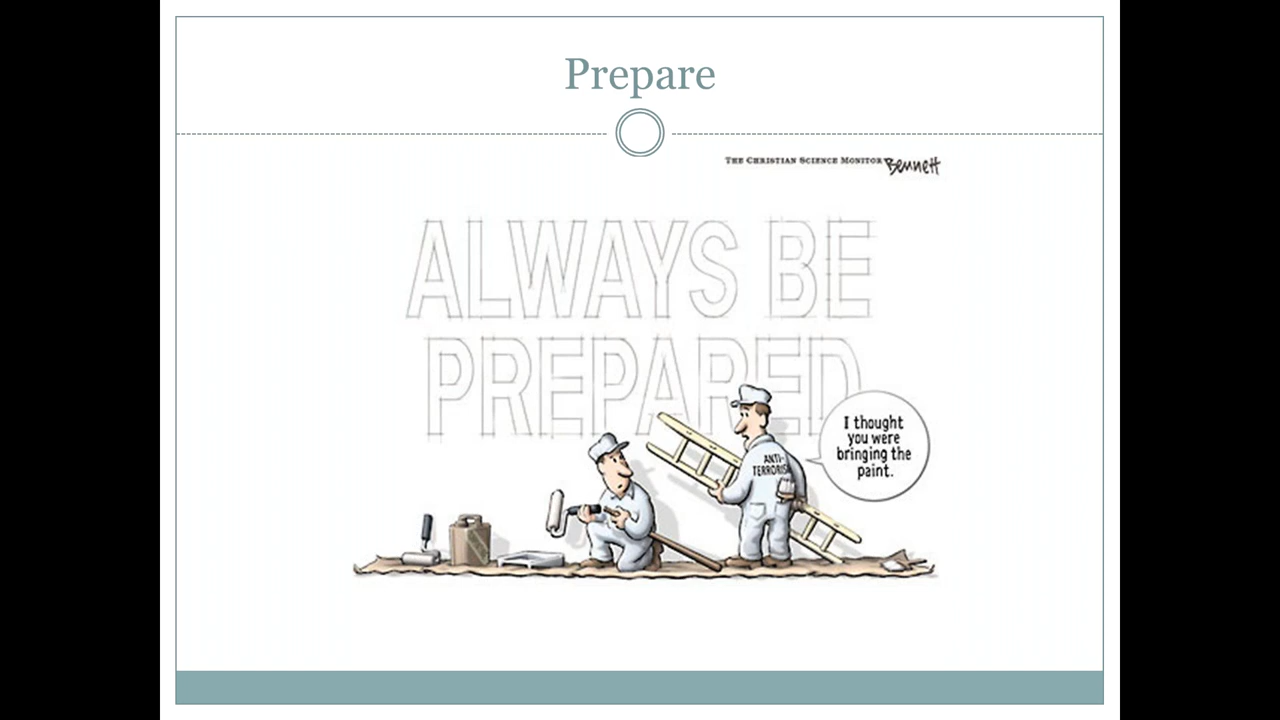 Prepare
THE CHRISTIAN SCIENCE MONITOR Bennett
ALWAYS BE
PREPARED
I thought
you were
bringing the
paint.
ANTI-
TERRORISM